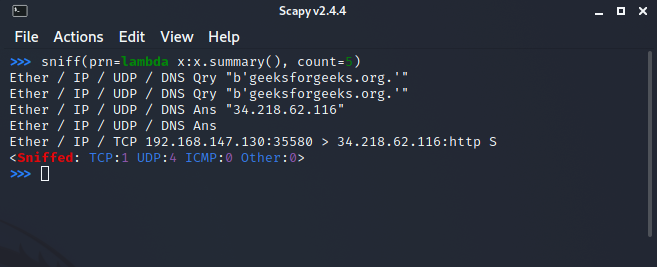 Scapy v2.4.4
File Actions Edit View Help
>>> sniff(prn=lambda x:x.summary(), count=5)
Ether / IP / UDP / DNS Qry "b'geeksforgeeks.org.'"
Ether / IP / UDP / DNS Qry "b'geeksforgeeks.org.'"
Ether / IP / UDP / DNS Ans "34.218.62.116"
Ether / IP / UDP / DNS Ans
Ether / IP / TCP 192.168.147.130:35580 > 34.218.62.116:http S
<Sniffed: TCP:1 UDP:4 ICMP:0 Other:0>
>>>